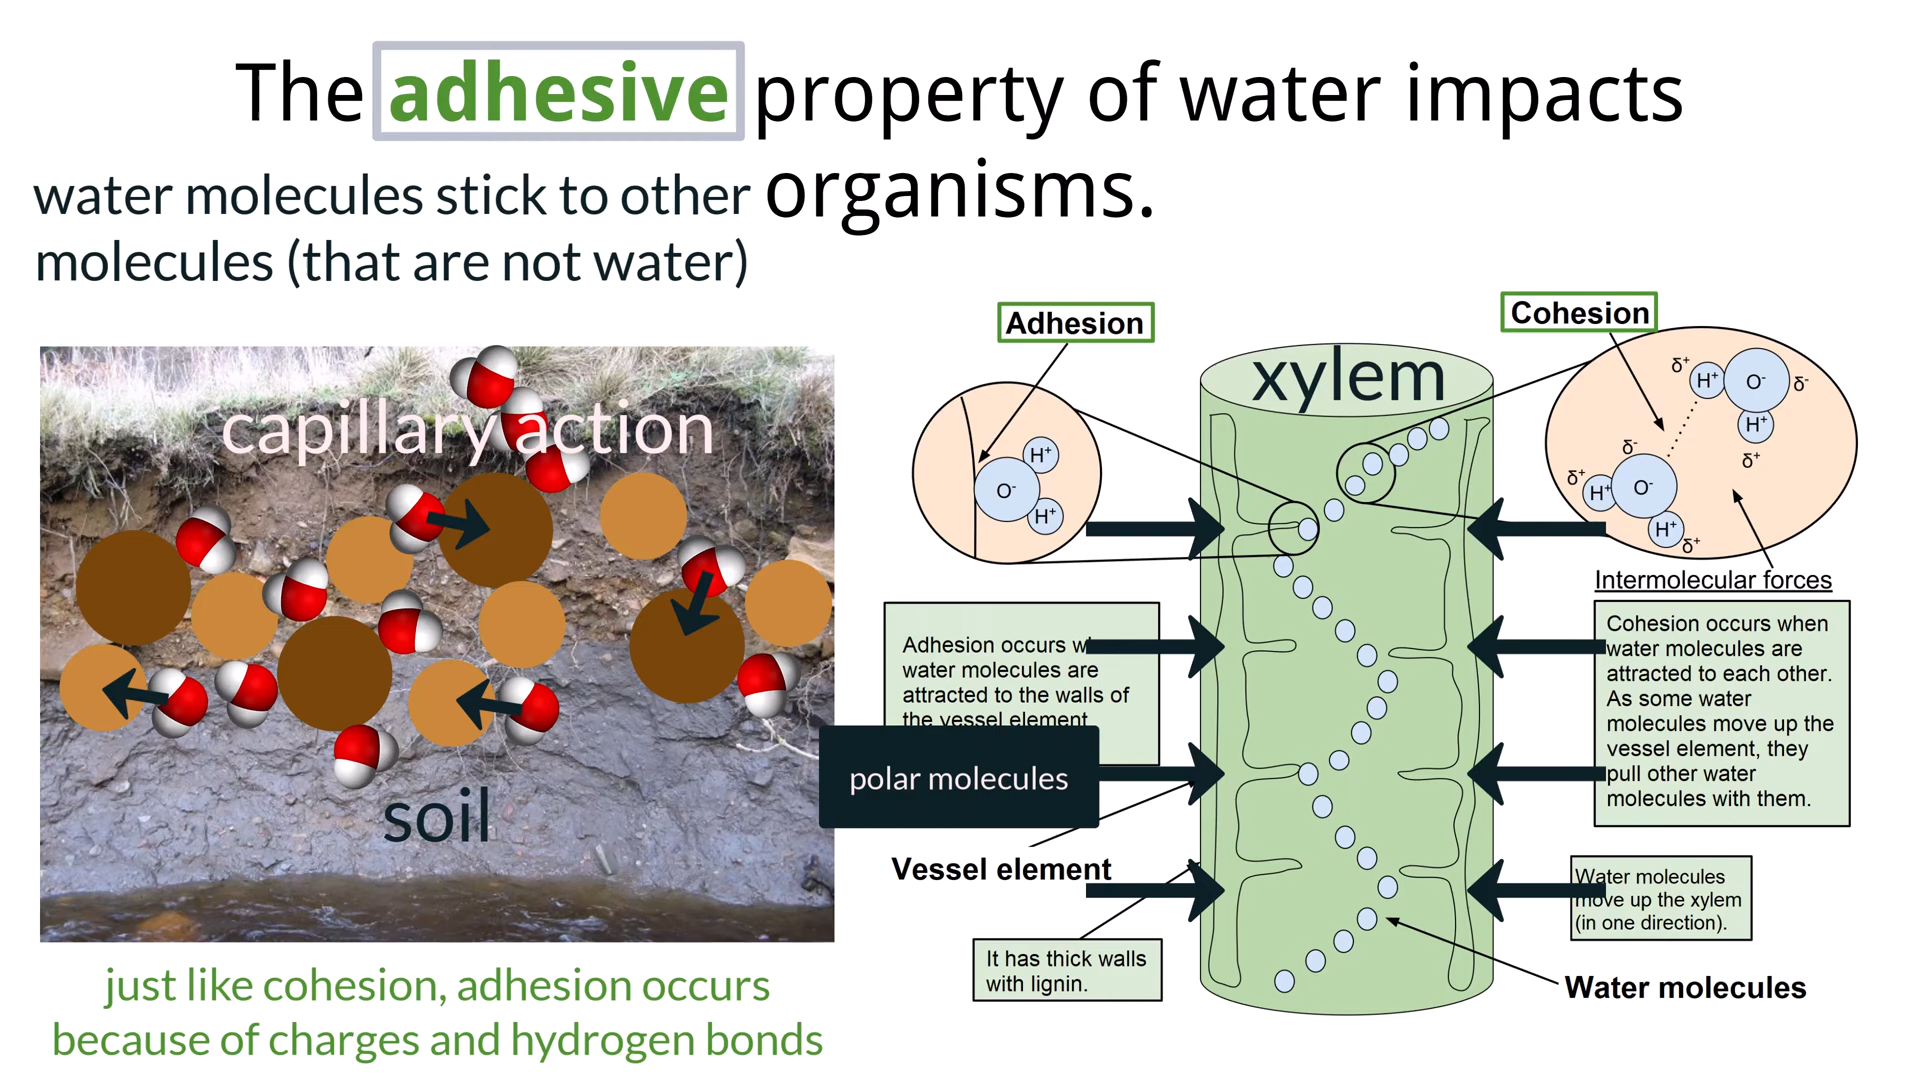 The adhesive property of water impacts
organisms.
water molecules stick to other
molecules (that are not water)
capillary action
soil
just like cohesion, adhesion occurs
because of charges and hydrogen bonds
Adhesion
O-
H+
H+
Adhesion occurs w
water molecules are
attracted to the walls of
the vessel element
polar molecules
Vessel element
It has thick walls
with lignin.
xylem
Cohesion
δ+
H+
O-
δ-
H+
δ+
δ-
δ+
H+
O-
H+
δ+
Intermolecular forces
Cohesion occurs when
water molecules are
attracted to each other.
As some water
molecules move up the
vessel element, they
pull other water
molecules with them.
Water molecules
move up the xylem
(in one direction).
Water molecules